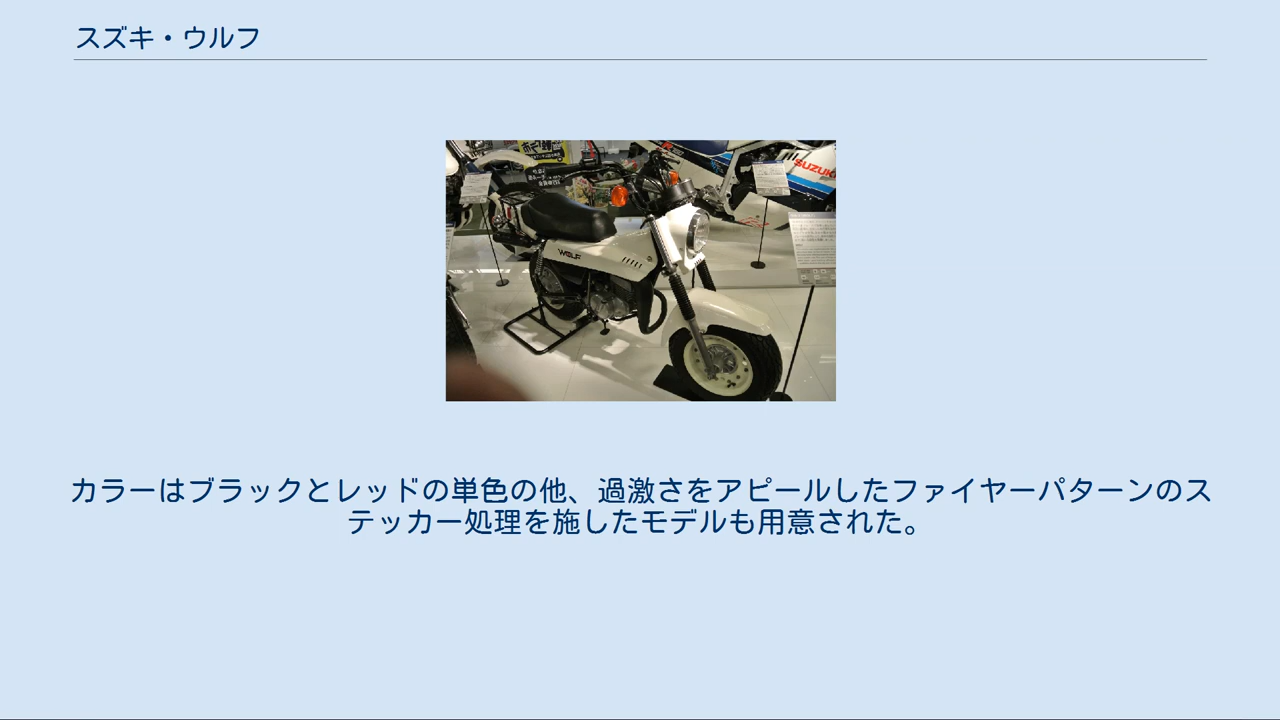 スズキ・ウルフ
WOLF
SUZUKI
カラーはブラックとレッドの単色の他、過激さをアピールしたファイヤーパターンのス
テッカー処理を施したモデルも用意された。